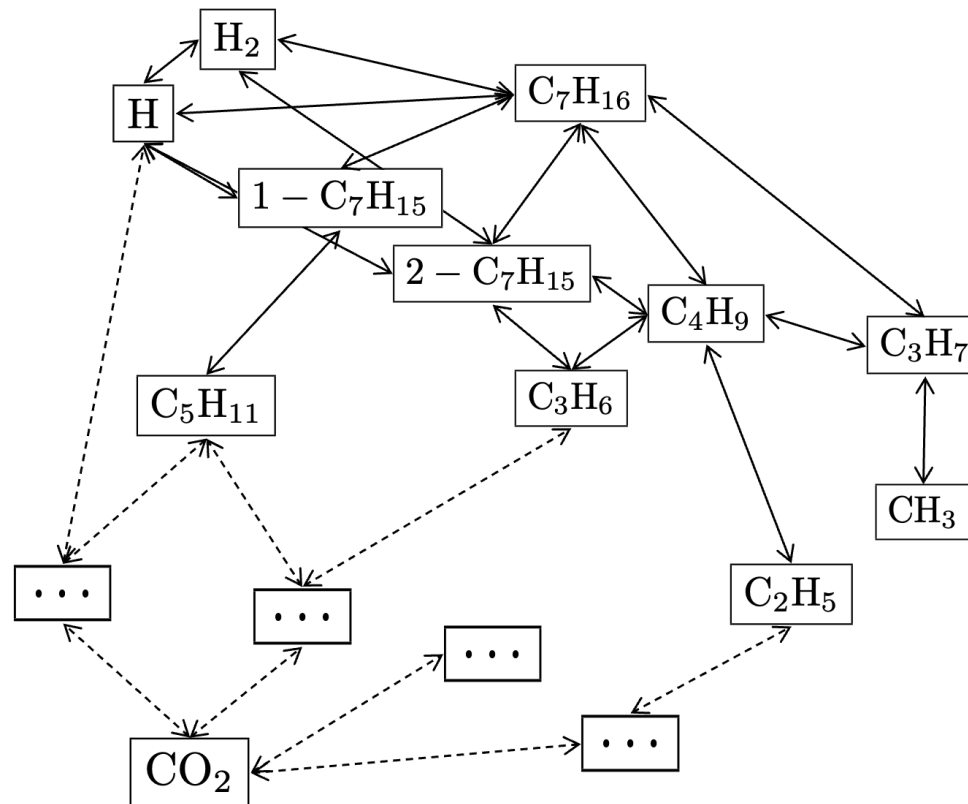 H₂
C₇H₁₆
H
1 − C₇H₁₅
2 − C₇H₁₅
C₄H₉
C₃H₇
C₅H₁₁
C₃H₆
CH₃
...
...
C₂H₅
...
...
CO₂